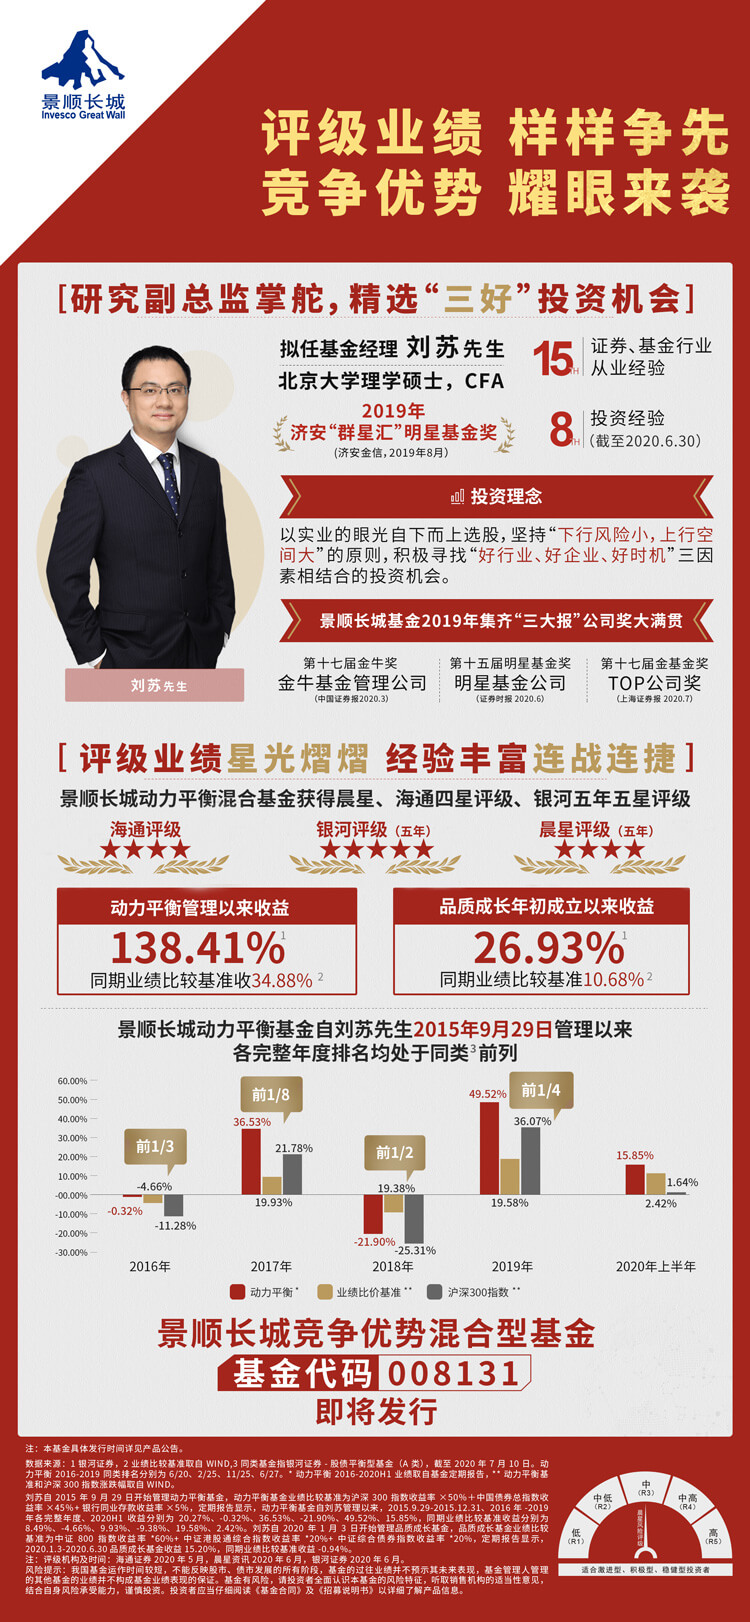 景顺长城
Invesco Great Wall
评级业绩 样样争先
竞争优势 耀眼来袭
[研究副总监掌舵，精选“三好”投资机会]
拟任基金经理 刘苏先生
北京大学理学硕士，CFA
2019年
济安“群星汇”明星基金奖
(济安金信，2019年8月)
15TH 证券、基金行业
从业经验
8TH 投资经验
（截至2020.6.30）
投资理念
以实业的眼光自下而上选股，坚持“下行风险小，上行空
间大”的原则，积极寻找“好行业、好企业、好时机”三因
素相结合的投资机会。
景顺长城基金2019年集齐“三大报”公司奖大满贯
刘苏先生
第十七届金牛奖
金牛基金管理公司
(中国证券报2020.3)
第十五届明星基金奖
明星基金公司
(证券时报 2020.6)
第十七届金基金奖
TOP公司奖
(上海证券报 2020.7)
[ 评级业绩星光熠熠 经验丰富连战连捷 ]
景顺长城动力平衡混合基金获得晨星、海通四星评级、银河五年五星评级
海通评级
★★★★
银河评级（五年）
★★★★★
晨星评级（五年）
★★★★
动力平衡管理以来收益
138.41%1
同期业绩比较基准收34.88% 2
品质成长年初成立以来收益
26.93%1
同期业绩比较基准10.68% 2
景顺长城动力平衡基金自刘苏先生2015年9月29日管理以来
各完整年度排名均处于同类3前列
60.00%
50.00%
40.00%
30.00%
20.00%
10.00%
-00.00%
-10.00%
-20.00%
-30.00%
前1/3
-4.66%
-0.32%
-11.28%
前1/8
36.53%
21.78%
19.93%
前1/2
19.38%
-21.90%
-25.31%
前1/4
49.52%
36.07%
19.58%
15.85%
1.64%
2.42%
2016年
2017年
2018年
2019年
2020年上半年
动力平衡*
业绩比价基准**
沪深300指数**
景顺长城竞争优势混合型基金
基金代码 008131
即将发行
注：本基金具体发行时间详见产品公告。
数据来源：1 银河证券，2 业绩比较基准取自 WIND,3 同类基金指银河证券 - 股债平衡型基金（A 类），截至 2020 年 7 月 10 日。动
力平衡 2016-2019 同类排名分别为 6/20、2/25、11/25、6/27。* 动力平衡 2016-2020H1 业绩取自基金定期报告，** 动力平衡基
准和沪深 300 指数涨跌幅取自 WIND。
刘苏自 2015 年 9 月 29 日开始管理动力平衡基金，动力平衡基金业绩比较基准为沪深 300 指数收益率 ×50%＋中国债券总指数收
益率 ×45%+ 银行同业存款收益率 ×5%，定期报告显示，动力平衡基金自刘苏管理以来，2015.9.29-2015.12.31、2016 年 -2019
年各完整年度、2020H1 收益分别为 20.27%、-0.32%、36.53%、-21.90%、49.52%、15.85%，同期业绩比较基准收益分别为
8.49%、-4.66%、9.93%、-9.38%、19.58%、2.42%。刘苏自 2020 年 1 月 3 日开始管理品质成长基金，品质成长基金业绩比较
基准为中证 800 指数收益率 *60%+ 中证港股通综合指数收益率 *20%+ 中证综合债券指数收益率 *20%，定期报告显示，
2020.1.3-2020.6.30 品质成长基金收益 15.20%，同期业绩比较基准收益 -0.94%。
注：评级机构及时间：海通证券 2020 年 5 月，晨星资讯 2020 年 6 月，银河证券 2020 年 6 月。
风险提示：我国基金运作时间较短，不能反映股市、债市发展的所有阶段，基金的过往业绩并不预示其未来表现，基金管理人管理
的其他基金的业绩并不构成基金业绩表现的保证。基金有风险，请投资者全面认识本基金的风险特征，听取销售机构的适当性意见，
结合自身风险承受能力，谨慎投资。投资者应当仔细阅读《基金合同》及《招募说明书》以详细了解产品信息。
低
(R1)
中低
(R2)
中
(R3)
中高
(R4)
高
(R5)
晨星风险评级
适合激进型、积极型、稳健型投资者